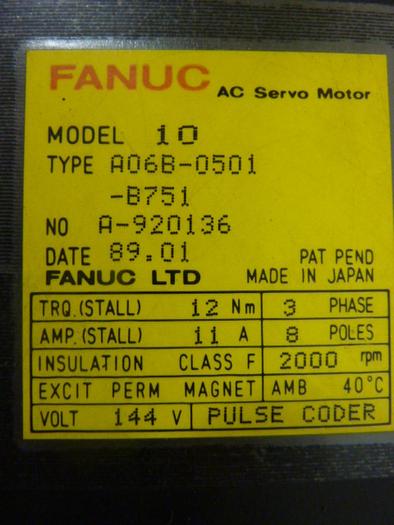 FANUC AC Servo Motor
MODEL 10
TYPE A06B-0501
-B751
NO A-920136
DATE 89.01 PAT PEND
FANUC LTD MADE IN JAPAN
TRQ.(STALL) 12 Nm 3 PHASE
AMP.(STALL) 11 A 8 POLES
INSULATION CLASS F 2000 rpm
EXCIT PERM MAGNET AMB 40°C
VOLT 144 V PULSE CODER